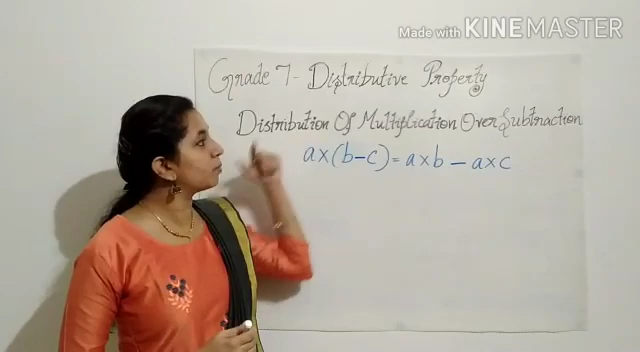 Made with KINEMASTER
Grade 7 - Distributive Property
Distribution Of Multiplication Over Subtraction
a×(b−c) = a×b − a×c